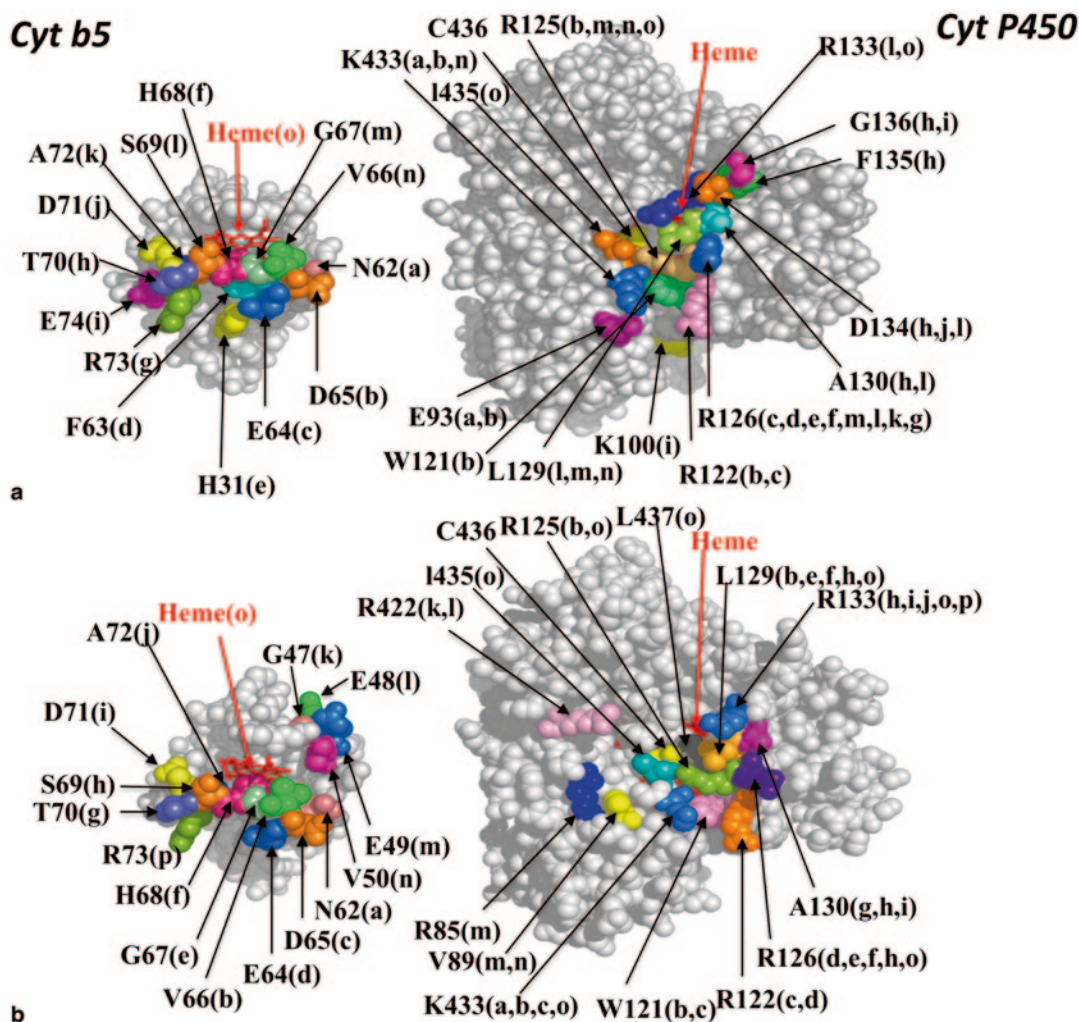 Cyt b5
Cyt P450
C436
R125(b,m,n,o)
K433(a,b,n)
Heme
R133(l,o)
I435(o)
H68(f)
Heme(o)
G67(m)
G136(h,i)
S69(l)
F135(h)
A72(k)
V66(n)
D71(j)
T70(h)
N62(a)
E74(i)
D134(h,j,l)
R73(g)
A130(h,l)
D65(b)
F63(d)
E64(c)
E93(a,b)
R126(c,d,e,f,m,l,k,g)
K100(i)
W121(b)
L129(l,m,n)
R122(b,c)
H31(e)
a
L437(o)
C436
R125(b,o)
Heme
I435(o)
L129(b,e,f,h,o)
R422(k,l)
R133(h,i,j,o,p)
Heme(o)
A72(j)
G47(k)
E48(l)
D71(i)
S69(h)
T70(g)
E49(m)
R73(p)
V50(n)
H68(f)
N62(a)
A130(g,h,i)
D65(c)
R85(m)
G67(e)
E64(d)
V89(m,n)
R126(d,e,f,h,o)
V66(b)
K433(a,b,c,o)
W121(b,c)
R122(c,d)
b